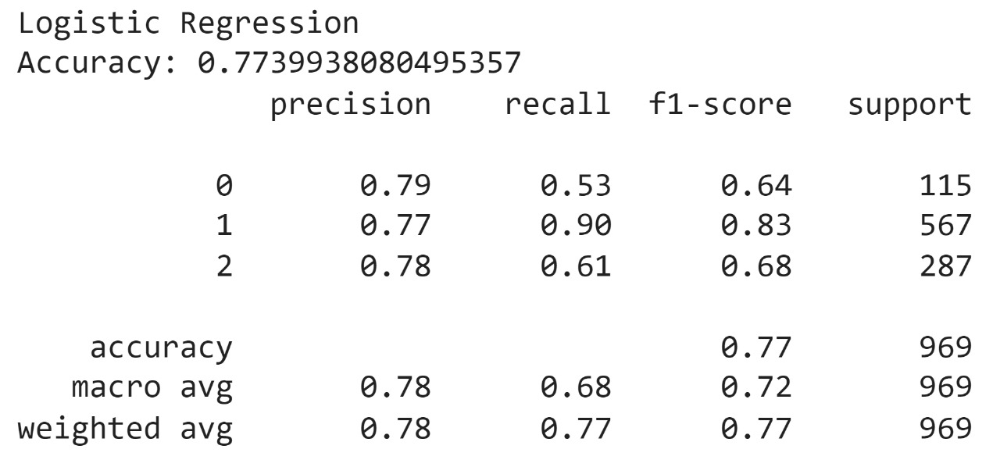 Logistic Regression
Accuracy: 0.7739938080495357
precision recall f1-score support
0 0.79 0.53 0.64 115
1 0.77 0.90 0.83 567
2 0.78 0.61 0.68 287
accuracy 0.77 969
macro avg 0.78 0.68 0.72 969
weighted avg 0.78 0.77 0.77 969